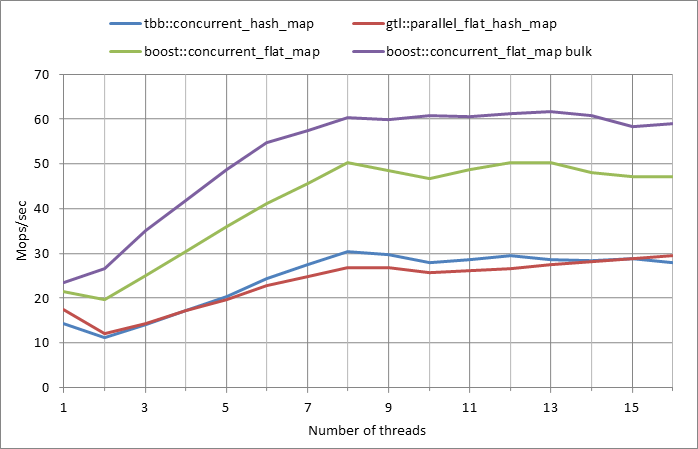 tbb::concurrent_hash_map gtl::parallel_flat_hash_map
boost::concurrent_flat_map boost::concurrent_flat_map bulk
70
60
50
40
30
20
10
0
Mops/sec
1 3 5 7 9 11 13 15
Number of threads